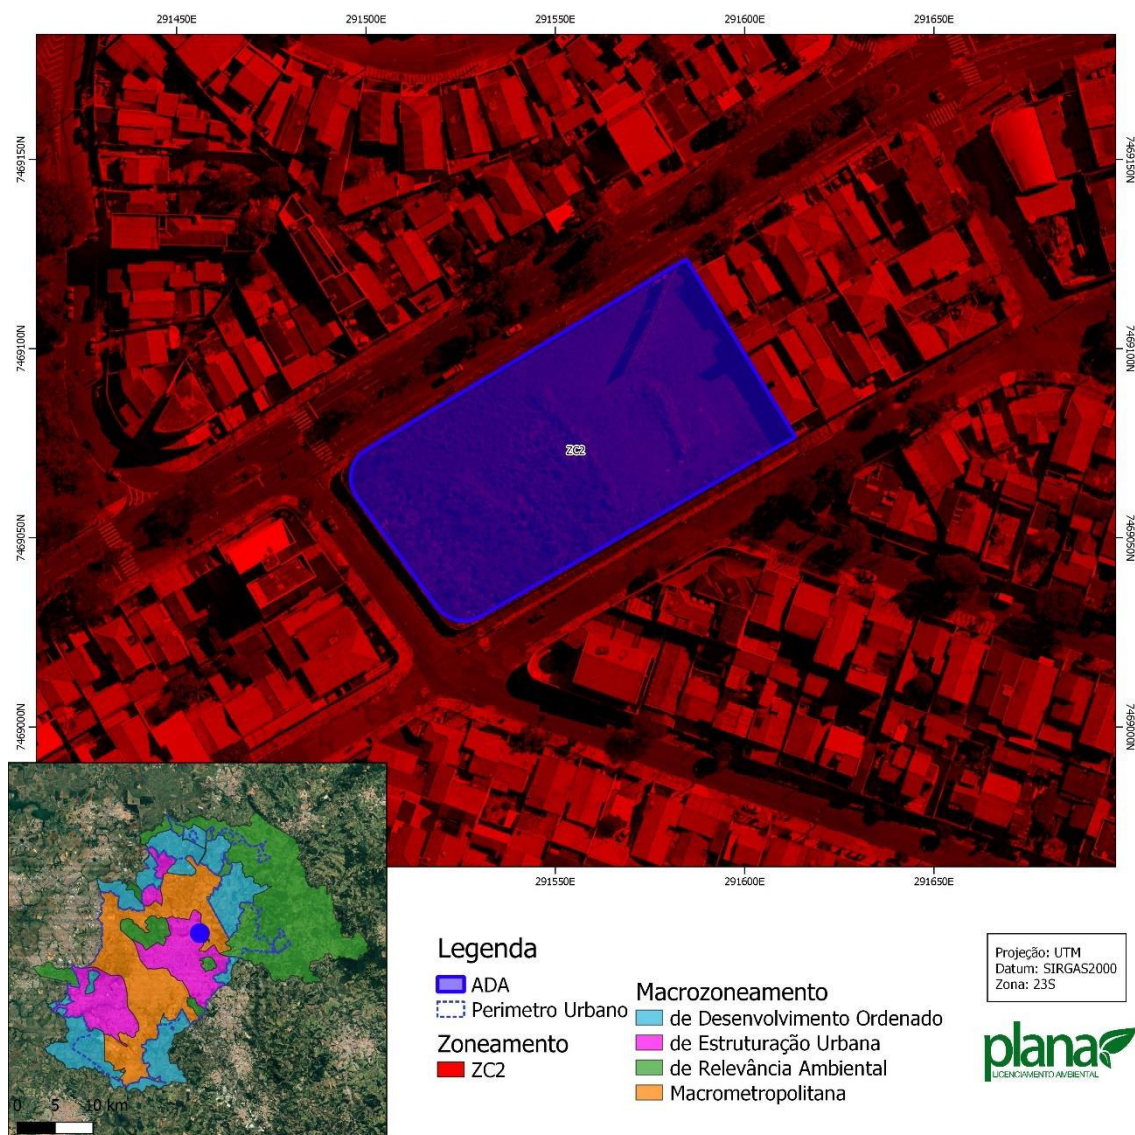 291450E 291500E 291550E 291600E 291650E
7469150N 7469150N
7469100N 7469100N
ZC2
7469050N 7469050N
7469000N 7469000N
291550E 291600E 291650E
0 5 10 km
Legenda
ADA
Perimetro Urbano
Zoneamento
ZC2
Macrozoneamento
de Desenvolvimento Ordenado
de Estruturação Urbana
de Relevância Ambiental
Macrometropolitana
Projeção: UTM
Datum: SIRGAS2000
Zona: 23S
plana
LICENCIAMENTO AMBIENTAL